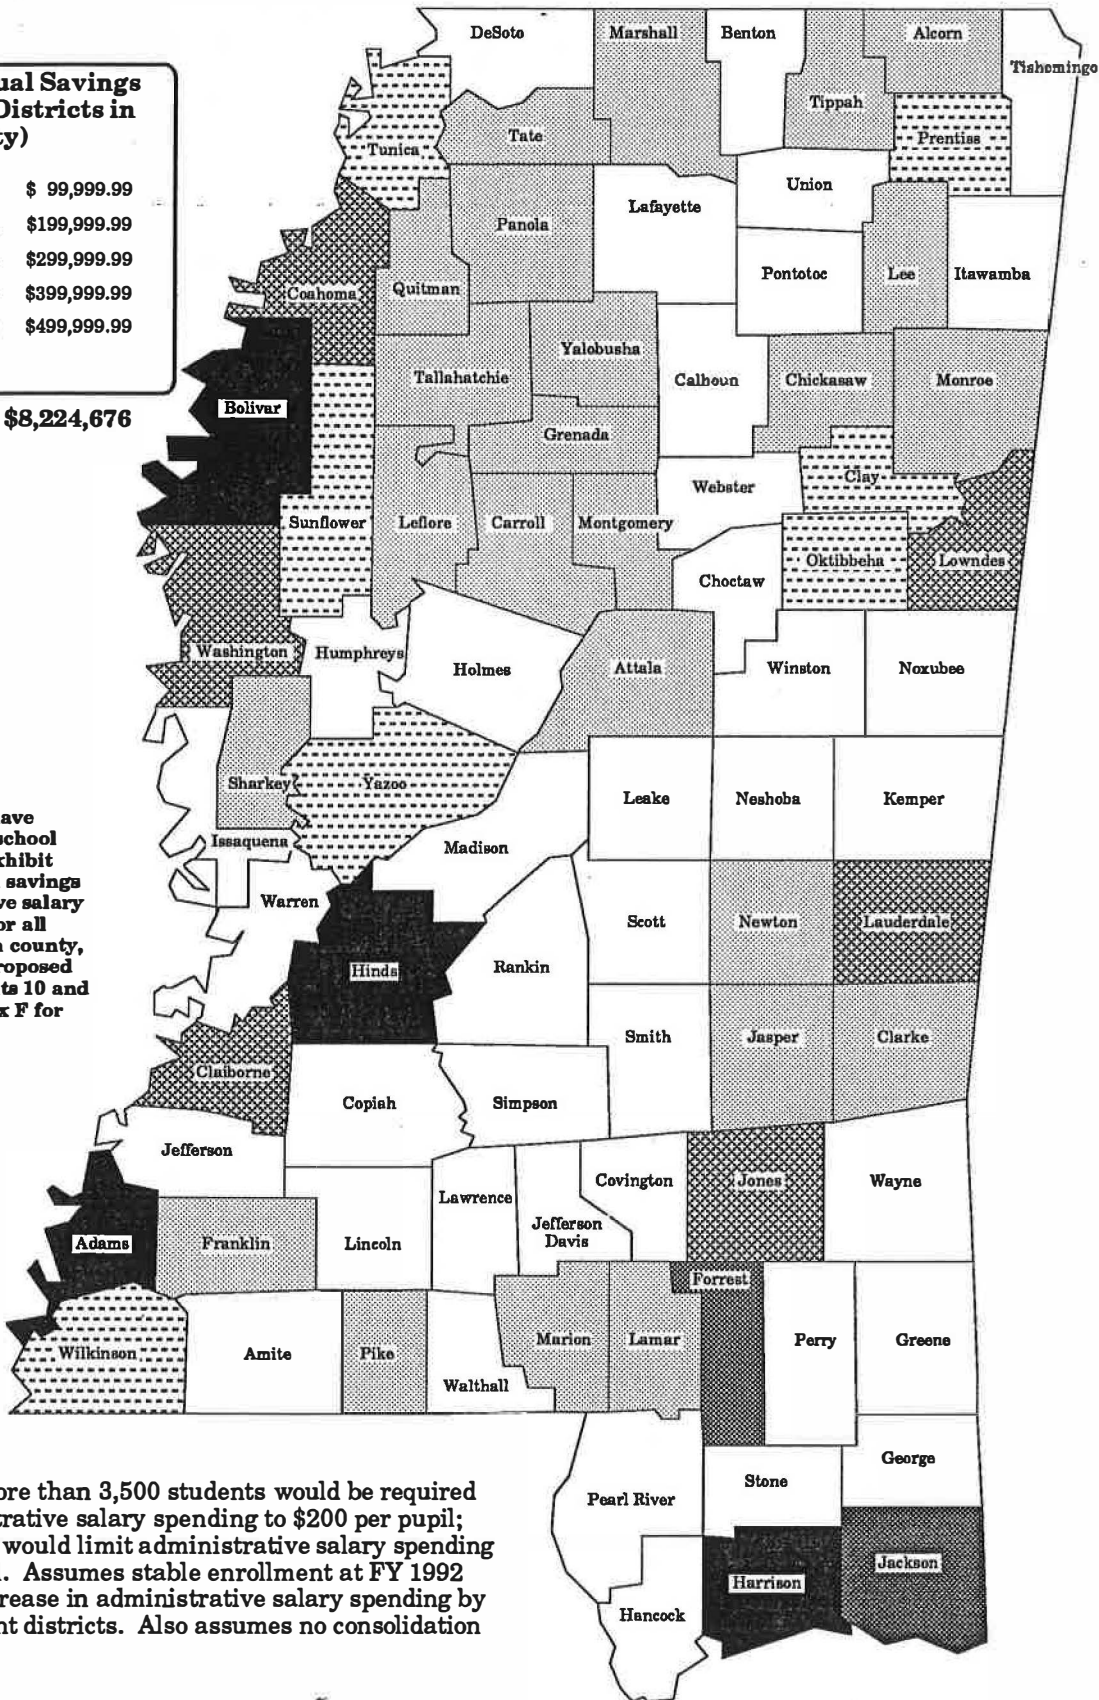 ual Savings
Districts in
ty)
$ 99,999.99
$199,999.99
$299,999.99
$399,999.99
$499,999.99
$8,224,676
DeSoto
Marshall
Benton
Alcorn
Tishomingo
Tippah
Tate
Tunica
Prentiss
Union
Lafayette
Panola
Pontotoc
Lee
Itawamba
Quitman
Coahoma
Yalobusha
Tallahatchie
Calhoun
Chickasaw
Monroe
Bolivar
Grenada
Clay
Webster
Sunflower
Leflore
Carroll
Montgomery
Oktibbeha
Lowndes
Choctaw
Washington
Humphreys
Holmes
Attala
Winston
Noxubee
Sharkey
Yazoo
Leake
Neshoba
Kemper
Issaquena
Madison
Warren
Scott
Newton
Lauderdale
Hinds
Rankin
Smith
Jasper
Clarke
Claiborne
Copiah
Simpson
Jefferson
Lawrence
Covington
Jones
Wayne
Jefferson
Davis
Adams
Franklin
Lincoln
Forrest
Wilkinson
Amite
Pike
Walthall
Marion
Lamar
Perry
Greene
Pearl River
Stone
George
Hancock
Harrison
Jackson
ave
school
xhibit
savings
ve salary
or all
county,
roposed
ts 10 and
x F for
ore than 3,500 students would be required
trative salary spending to $200 per pupil;
would limit administrative salary spending
. Assumes stable enrollment at FY 1992
rease in administrative salary spending by
nt districts. Also assumes no consolidation